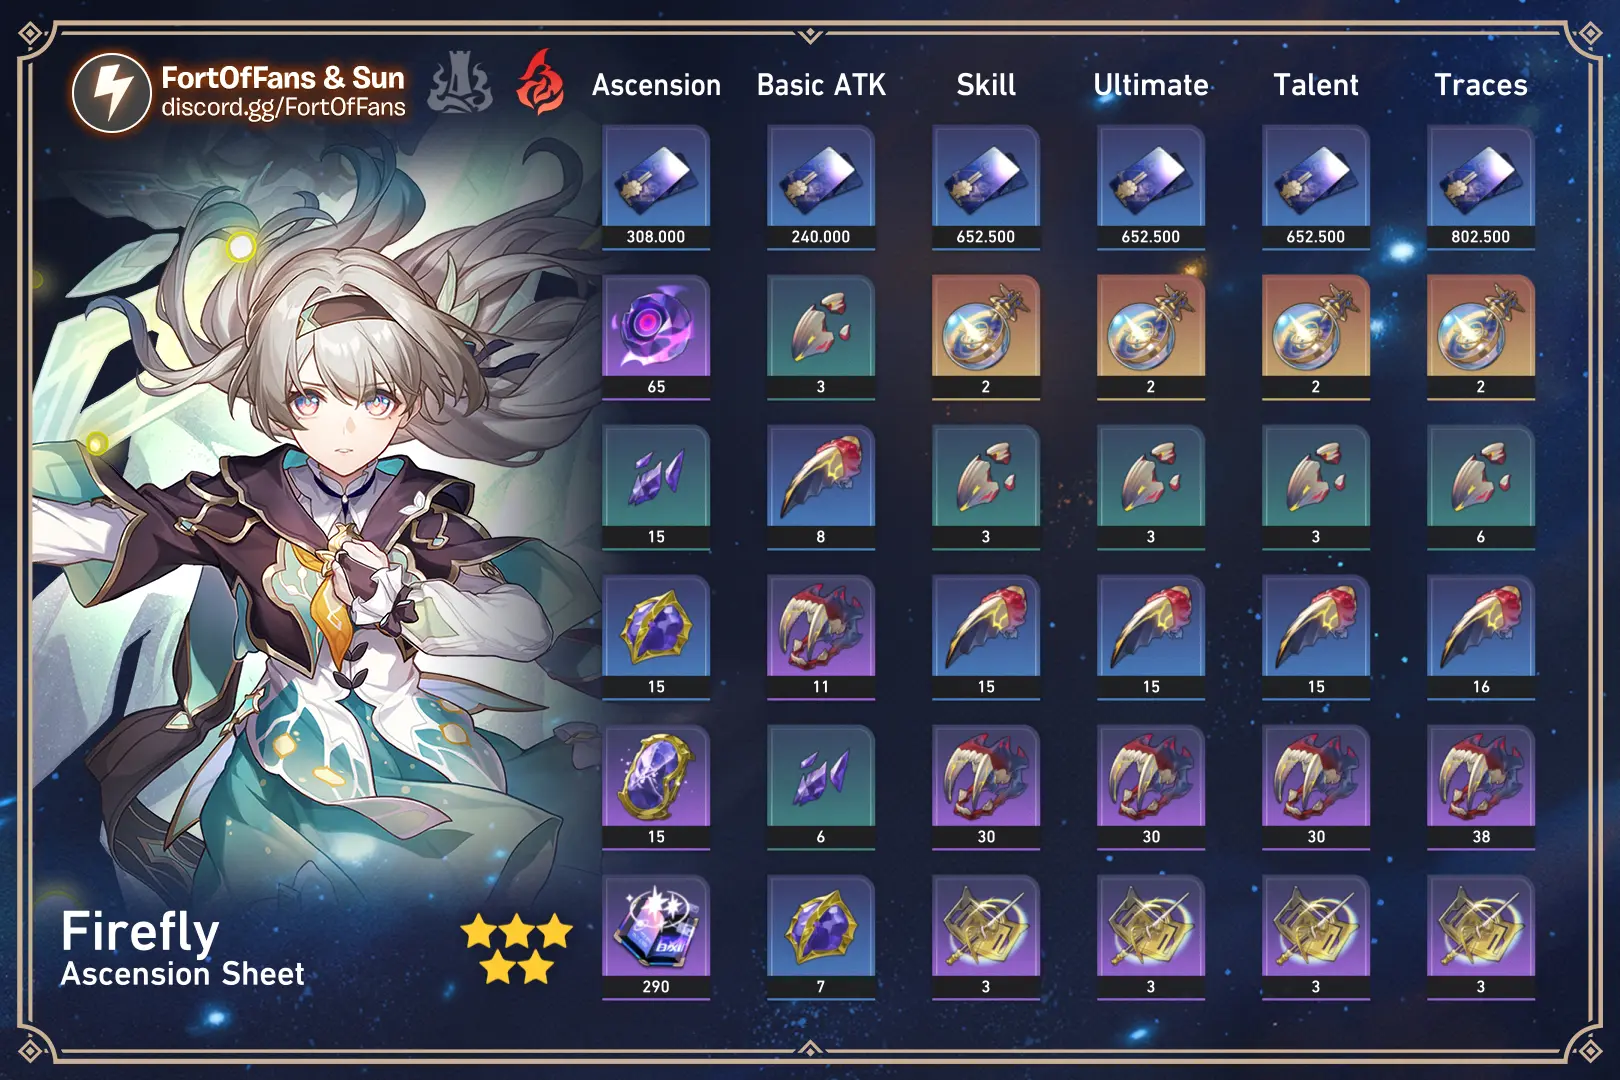 FortOfFans & Sun
discord.gg/FortOfFans
Ascension Basic ATK Skill Ultimate Talent Traces
308.000 240.000 652.500 652.500 652.500 802.500
65 3 2 2 2 2
15 8 3 3 3 6
15 11 15 15 15 16
15 6 30 30 30 38
290 7 3 3 3 3
Firefly
Ascension Sheet